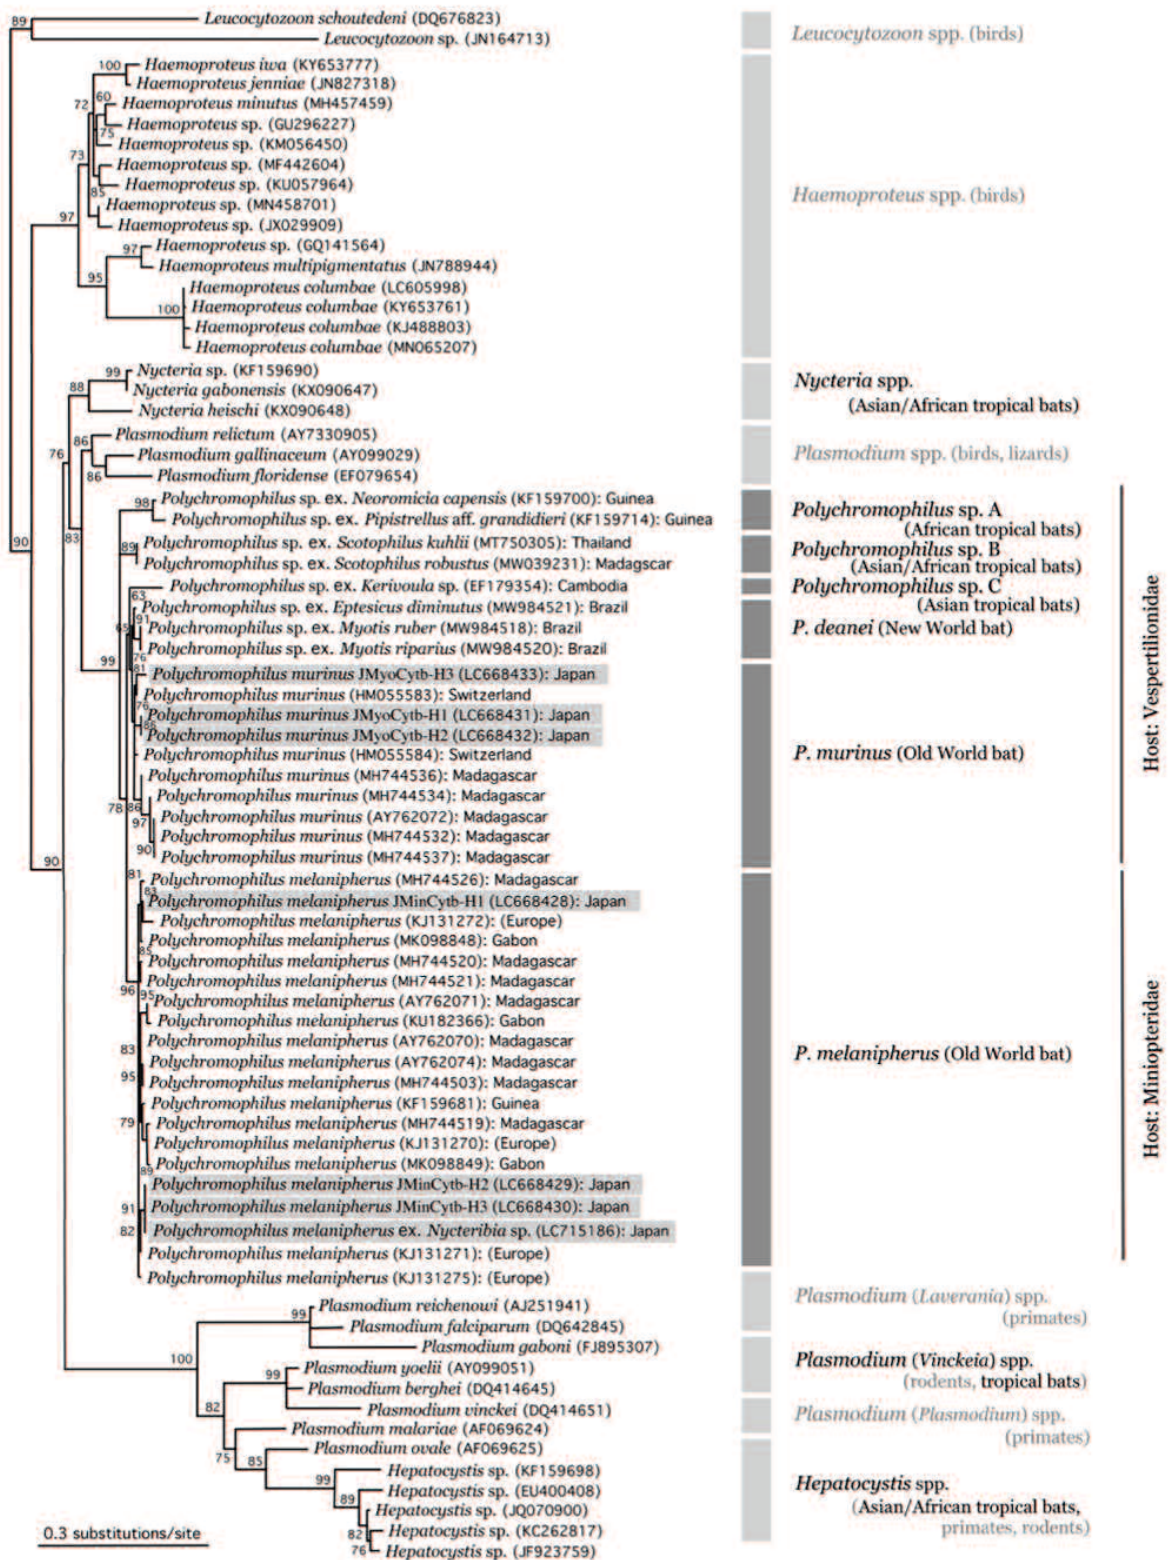 Leucocytozoon schoutedeni (DQ676823)
Leucocytozoon sp. (JN164713)
Leucocytozoon spp. (birds)
Haemoproteus iwa (KY653777)
Haemoproteus jenniae (JN827318)
Haemoproteus minutus (MH457459)
Haemoproteus sp. (GU296227)
Haemoproteus sp. (KM056450)
Haemoproteus sp. (MF442604)
Haemoproteus sp. (KU057964)
Haemoproteus sp. (MN458701)
Haemoproteus sp. (JX029909)
Haemoproteus sp. (GQ141564)
Haemoproteus multipigmentatus (JN788944)
Haemoproteus columbae (LC605998)
Haemoproteus columbae (KY653761)
Haemoproteus columbae (KJ488803)
Haemoproteus columbae (MN065207)
Haemoproteus spp. (birds)
Nycteria sp. (KF159690)
Nycteria gabonensis (KX090647)
Nycteria heischi (KX090648)
Nycteria spp.
(Asian/African tropical bats)
Plasmodium relictum (AY7330905)
Plasmodium gallinaceum (AY099029)
Plasmodium floridense (EF079654)
Plasmodium spp. (birds, lizards)
Polychromophilus sp. ex. Neoromicia capensis (KF159700): Guinea
Polychromophilus sp. ex. Pipistrellus aff. grandidieri (KF159714): Guinea
Polychromophilus sp. A
(African tropical bats)
Polychromophilus sp. ex. Scotophilus kuhlii (MT750305): Thailand
Polychromophilus sp. ex. Scotophilus robustus (MW039231): Madagscar
Polychromophilus sp. B
(Asian/African tropical bats)
Polychromophilus sp. ex. Kerivoula sp. (EF179354): Cambodia
Polychromophilus sp. C
(Asian tropical bats)
Polychromophilus sp. ex. Eptesicus diminutus (MW984521): Brazil
Polychromophilus sp. ex. Myotis ruber (MW984518): Brazil
Polychromophilus sp. ex. Myotis riparius (MW984520): Brazil
P. deanei (New World bat)
Polychromophilus murinus JMyoCytb-H3 (LC668433): Japan
Polychromophilus murinus (HM055583): Switzerland
Polychromophilus murinus JMyoCytb-H1 (LC668431): Japan
Polychromophilus murinus JMyoCytb-H2 (LC668432): Japan
Polychromophilus murinus (HM055584): Switzerland
Polychromophilus murinus (MH744536): Madagascar
Polychromophilus murinus (MH744534): Madagascar
Polychromophilus murinus (AY762072): Madagascar
Polychromophilus murinus (MH744532): Madagascar
Polychromophilus murinus (MH744537): Madagascar
P. murinus (Old World bat)
Host: Vespertilionidae
Polychromophilus melanipherus (MH744526): Madagascar
Polychromophilus melanipherus JMinCytb-H1 (LC668428): Japan
Polychromophilus melanipherus (KJ131272): (Europe)
Polychromophilus melanipherus (MK098848): Gabon
Polychromophilus melanipherus (MH744520): Madagascar
Polychromophilus melanipherus (MH744521): Madagascar
Polychromophilus melanipherus (AY762071): Madagascar
Polychromophilus melanipherus (KU182366): Gabon
Polychromophilus melanipherus (AY762070): Madagascar
Polychromophilus melanipherus (AY762074): Madagascar
Polychromophilus melanipherus (MH744503): Madagascar
Polychromophilus melanipherus (KF159681): Guinea
Polychromophilus melanipherus (MH744519): Madagascar
Polychromophilus melanipherus (KJ131270): (Europe)
Polychromophilus melanipherus (MK098849): Gabon
Polychromophilus melanipherus JMinCytb-H2 (LC668429): Japan
Polychromophilus melanipherus JMinCytb-H3 (LC668430): Japan
Polychromophilus melanipherus ex. Nycteribia sp. (LC715186): Japan
Polychromophilus melanipherus (KJ131271): (Europe)
Polychromophilus melanipherus (KJ131275): (Europe)
P. melanipherus (Old World bat)
Host: Miniopteridae
Plasmodium reichenowi (AJ251941)
Plasmodium falciparum (DQ642845)
Plasmodium gaboni (FJ895307)
Plasmodium (Laverania) spp.
(primates)
Plasmodium yoelii (AY099051)
Plasmodium berghei (DQ414645)
Plasmodium vinckei (DQ414651)
Plasmodium (Vinckeia) spp.
(rodents, tropical bats)
Plasmodium malariae (AF069624)
Plasmodium ovale (AF069625)
Plasmodium (Plasmodium) spp.
(primates)
Hepatocystis sp. (KF159698)
Hepatocystis sp. (EU400408)
Hepatocystis sp. (JQ070900)
Hepatocystis sp. (KC262817)
Hepatocystis sp. (JF923759)
Hepatocystis spp.
(Asian/African tropical bats,
primates, rodents)
0.3 substitutions/site
89
100
60
72
75
73
85
97
97
95
100
99
88
76
86
86
83
90
98
89
63
65
91
99
76
81
76
86
78
86
97
90
90
81
83
85
96
95
83
95
79
89
91
82
99
100
99
82
75
85
99
89
82
76